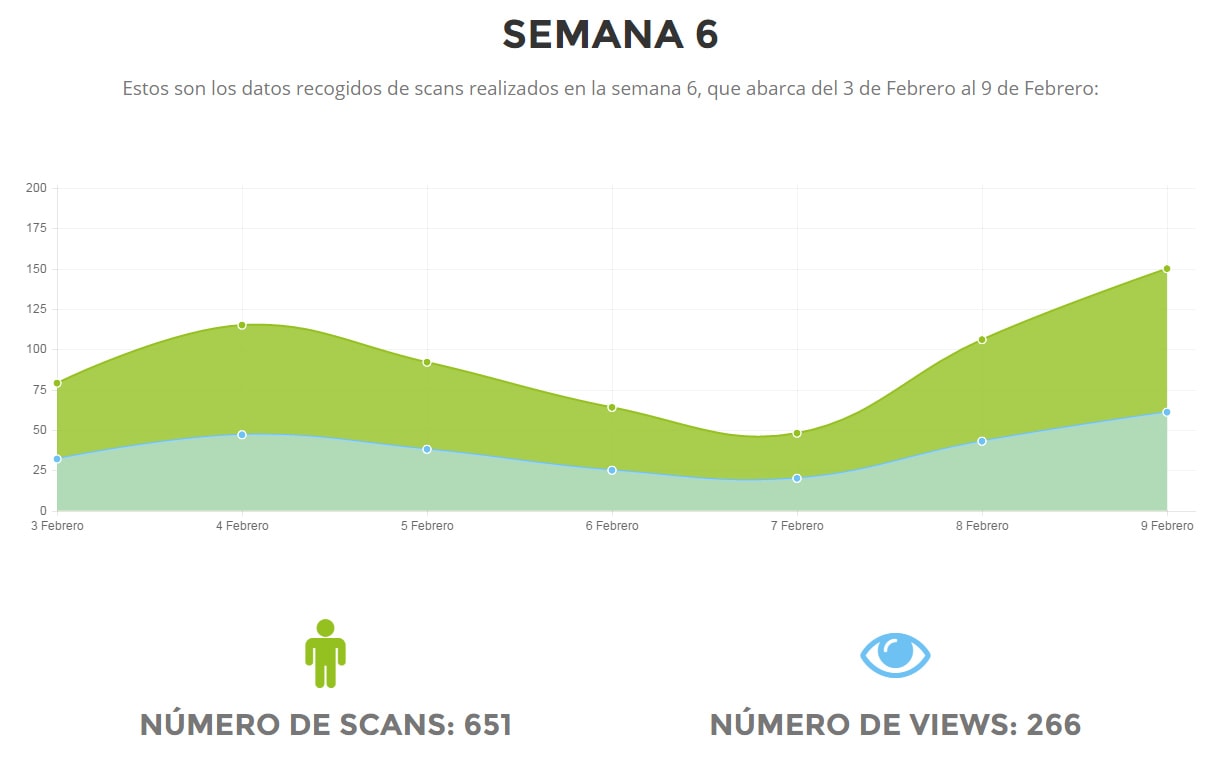 SEMANA 6
Estos son los datos recogidos de scans realizados en la semana 6, que abarca del 3 de Febrero al 9 de Febrero:
200
175
150
125
100
75
50
25
0
3 Febrero 4 Febrero 5 Febrero 6 Febrero 7 Febrero 8 Febrero 9 Febrero
NÚMERO DE SCANS: 651 NÚMERO DE VIEWS: 266